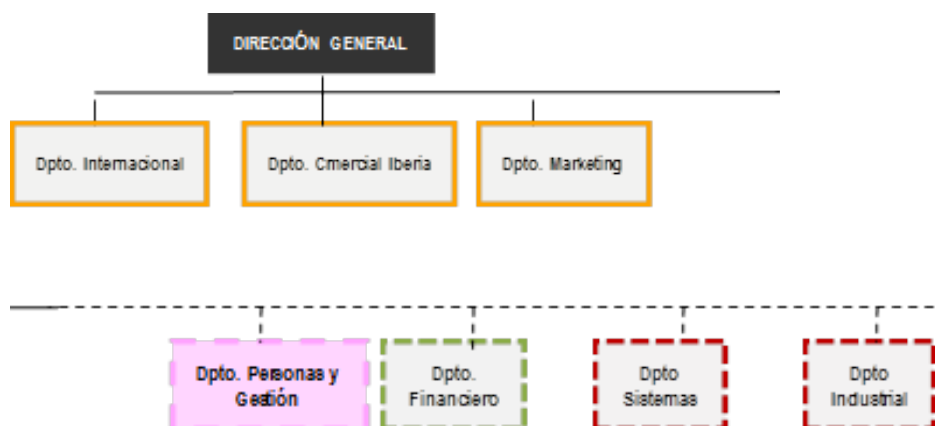 DIRECCIÓN GENERAL
Dpto. Internacional
Dpto. Cmercial Iberia
Dpto. Marketing
Dpto. Personas y
Gestión
Dpto.
Financiero
Dpto
Sistemas
Dpto
Industrial